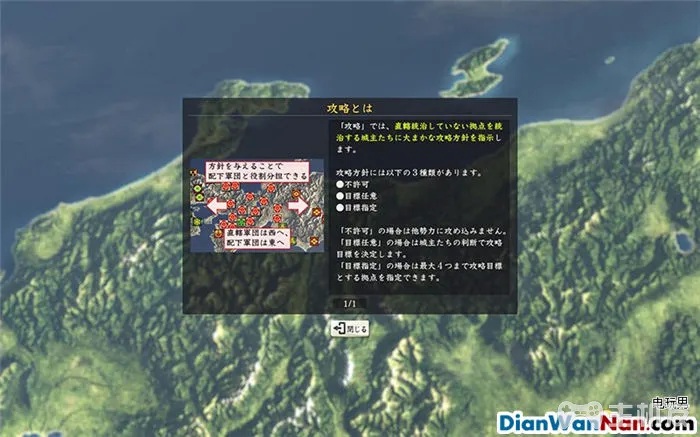 攻略とは
方針を与えることで
配下軍団と役割分担できる
直轄軍団は西へ、
配下軍団は東へ
「攻略」では、直轄統治していない拠点を統
治する城主たちに大まかな攻略方針を指示し
ます。
攻略方針には以下の3種類があります。
●不許可
●目標任意
●目標指定
「不許可」の場合は他勢力に攻め込みません。
「目標任意」の場合は城主たちの判断で攻略
目標を決定します。
「目標指定」の場合は最大4つまで攻略目標
とする拠点を指定できます。
1/1
閉じる
电玩男
DianWanNan.com